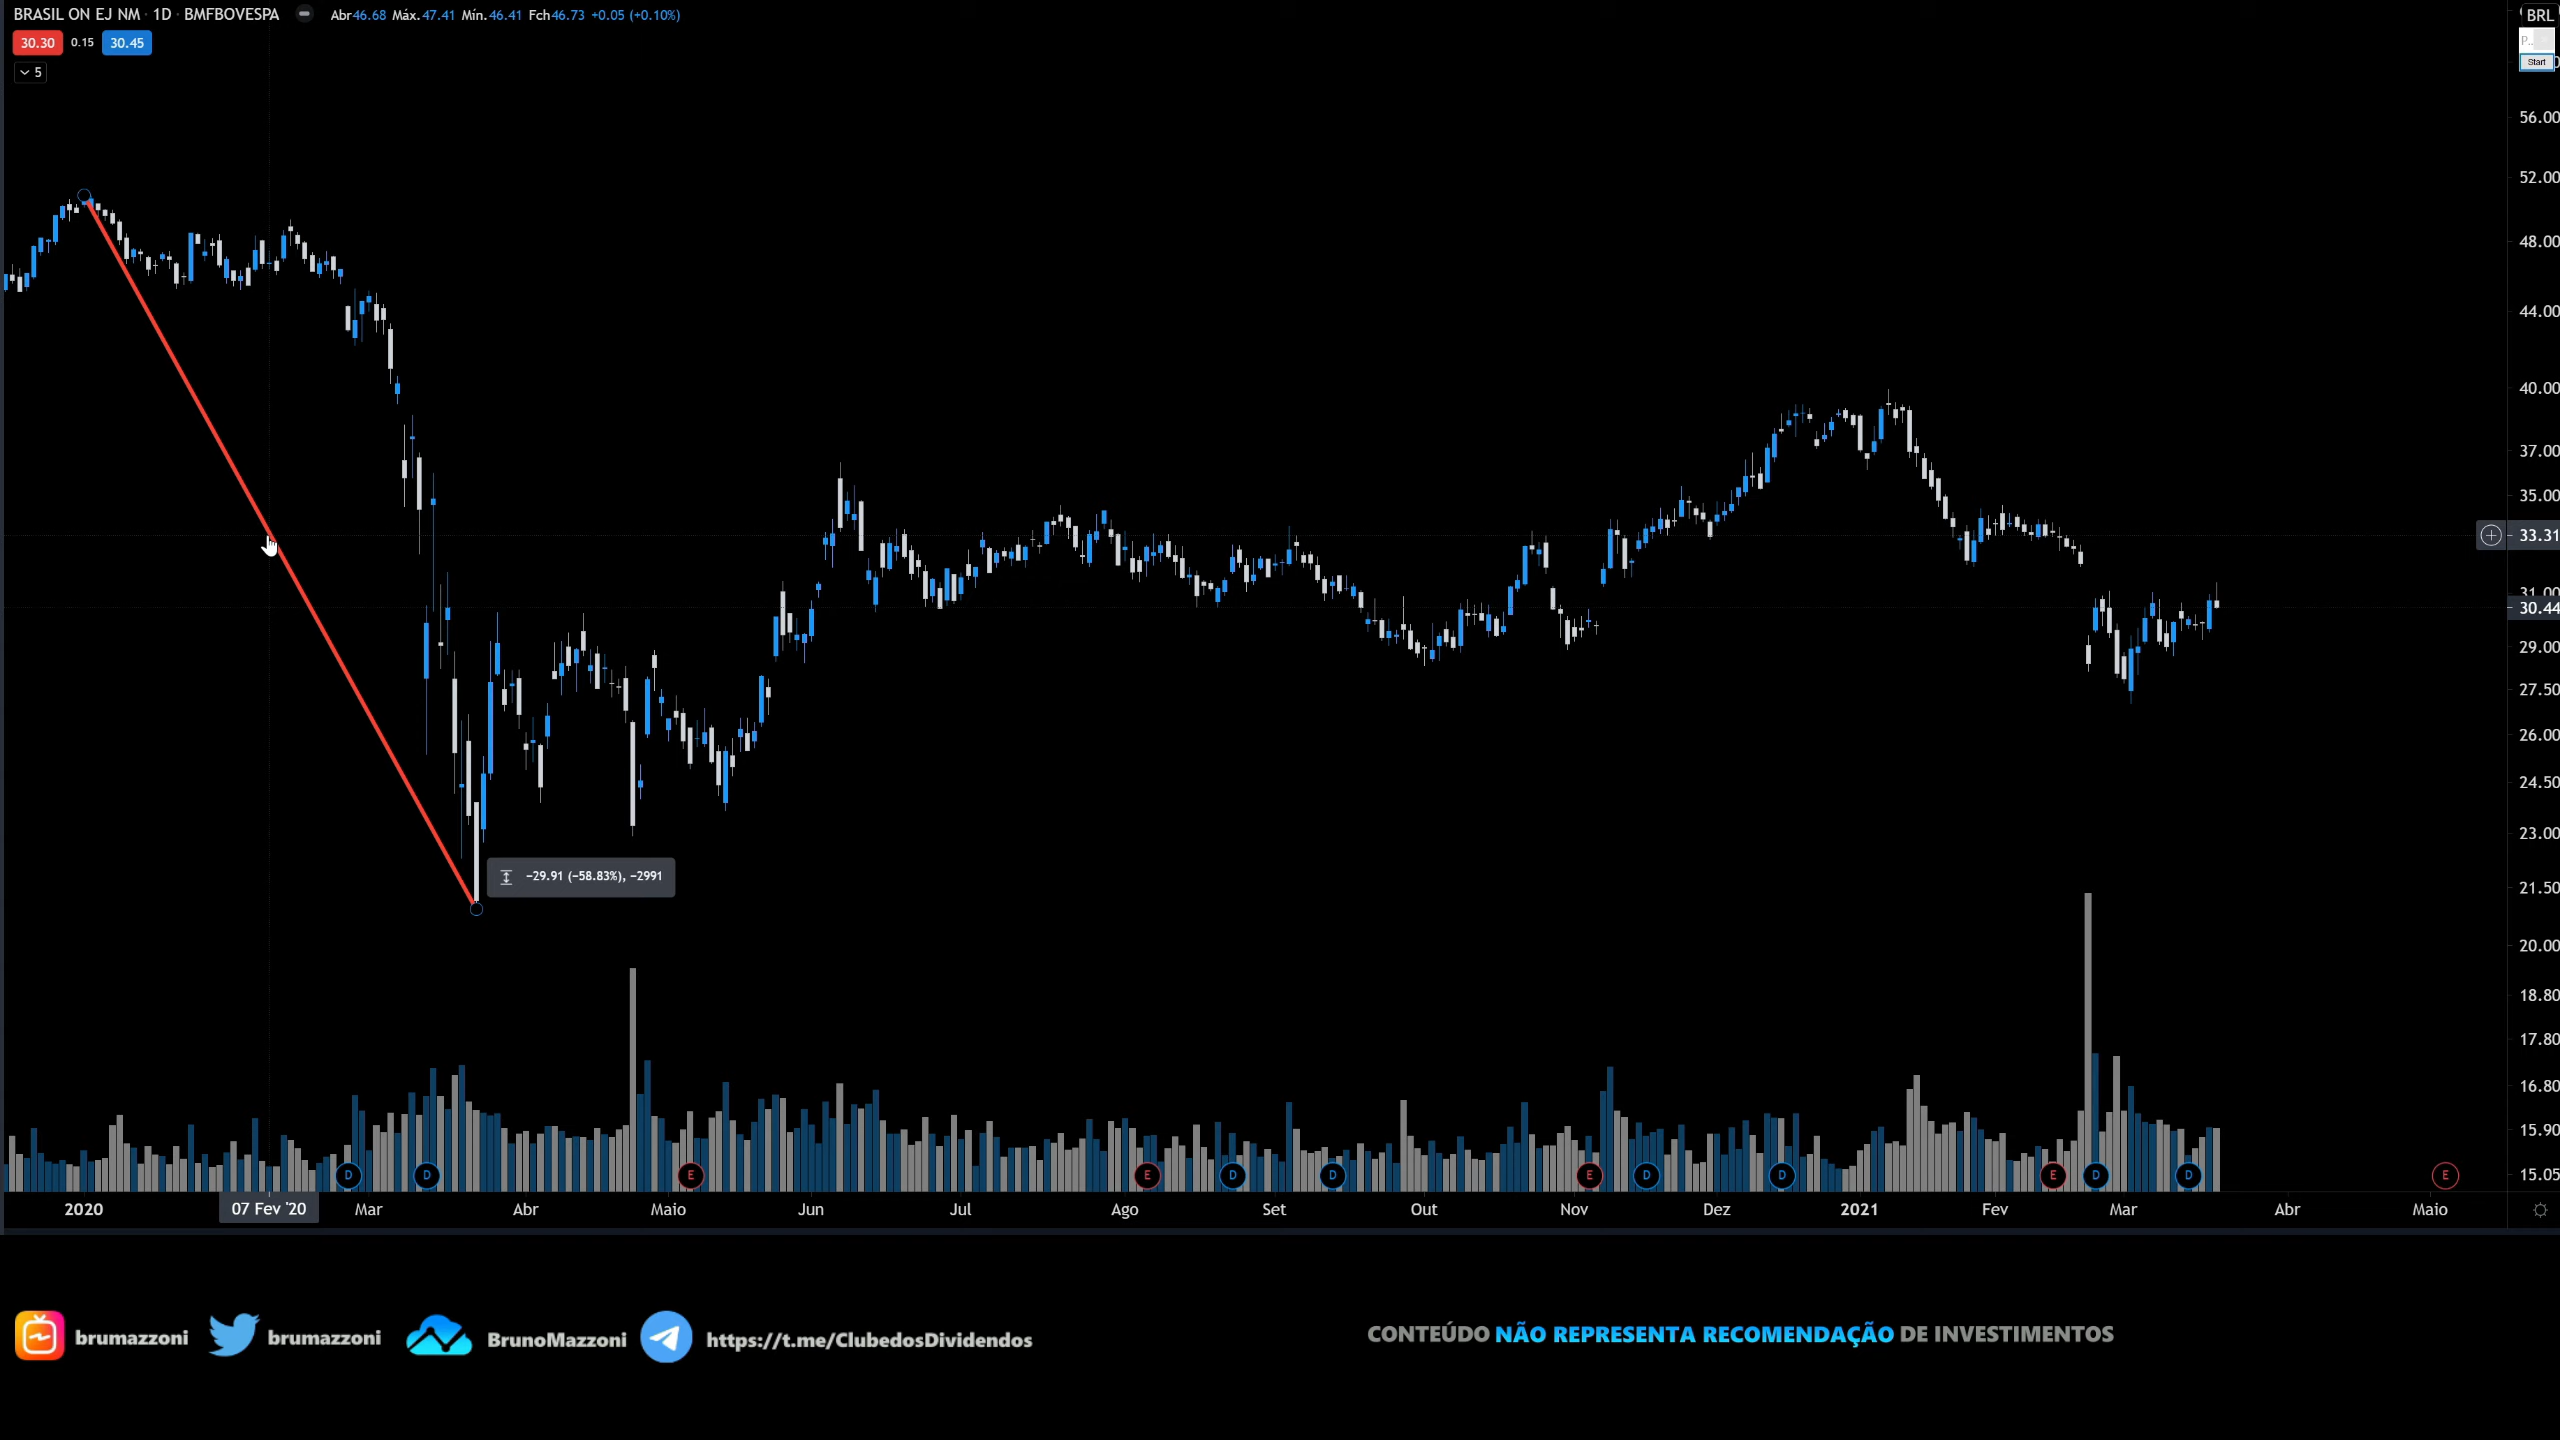 BRASIL ON EJ NM · 1D · BMFBOVESPA Abr46.68 Máx.47.41 Mín.46.41 Fch46.73 +0.05 (+0.10%)
BRL
30.30 0.15 30.45
P..
Start
5
56.00
52.00
48.00
44.00
40.00
37.00
35.00
33.31
31.00
30.44
29.00
27.50
26.00
24.50
23.00
−29.91 (−58.83%), −2991
21.50
20.00
18.80
17.80
16.80
15.90
15.05
D D E E D D E D D E D D E
2020 07 Fev '20 Mar Abr Maio Jun Jul Ago Set Out Nov Dez 2021 Fev Mar Abr Maio
brumazzoni brumazzoni BrunoMazzoni https://t.me/ClubedosDividendos
CONTEÚDO NÃO REPRESENTA RECOMENDAÇÃO DE INVESTIMENTOS